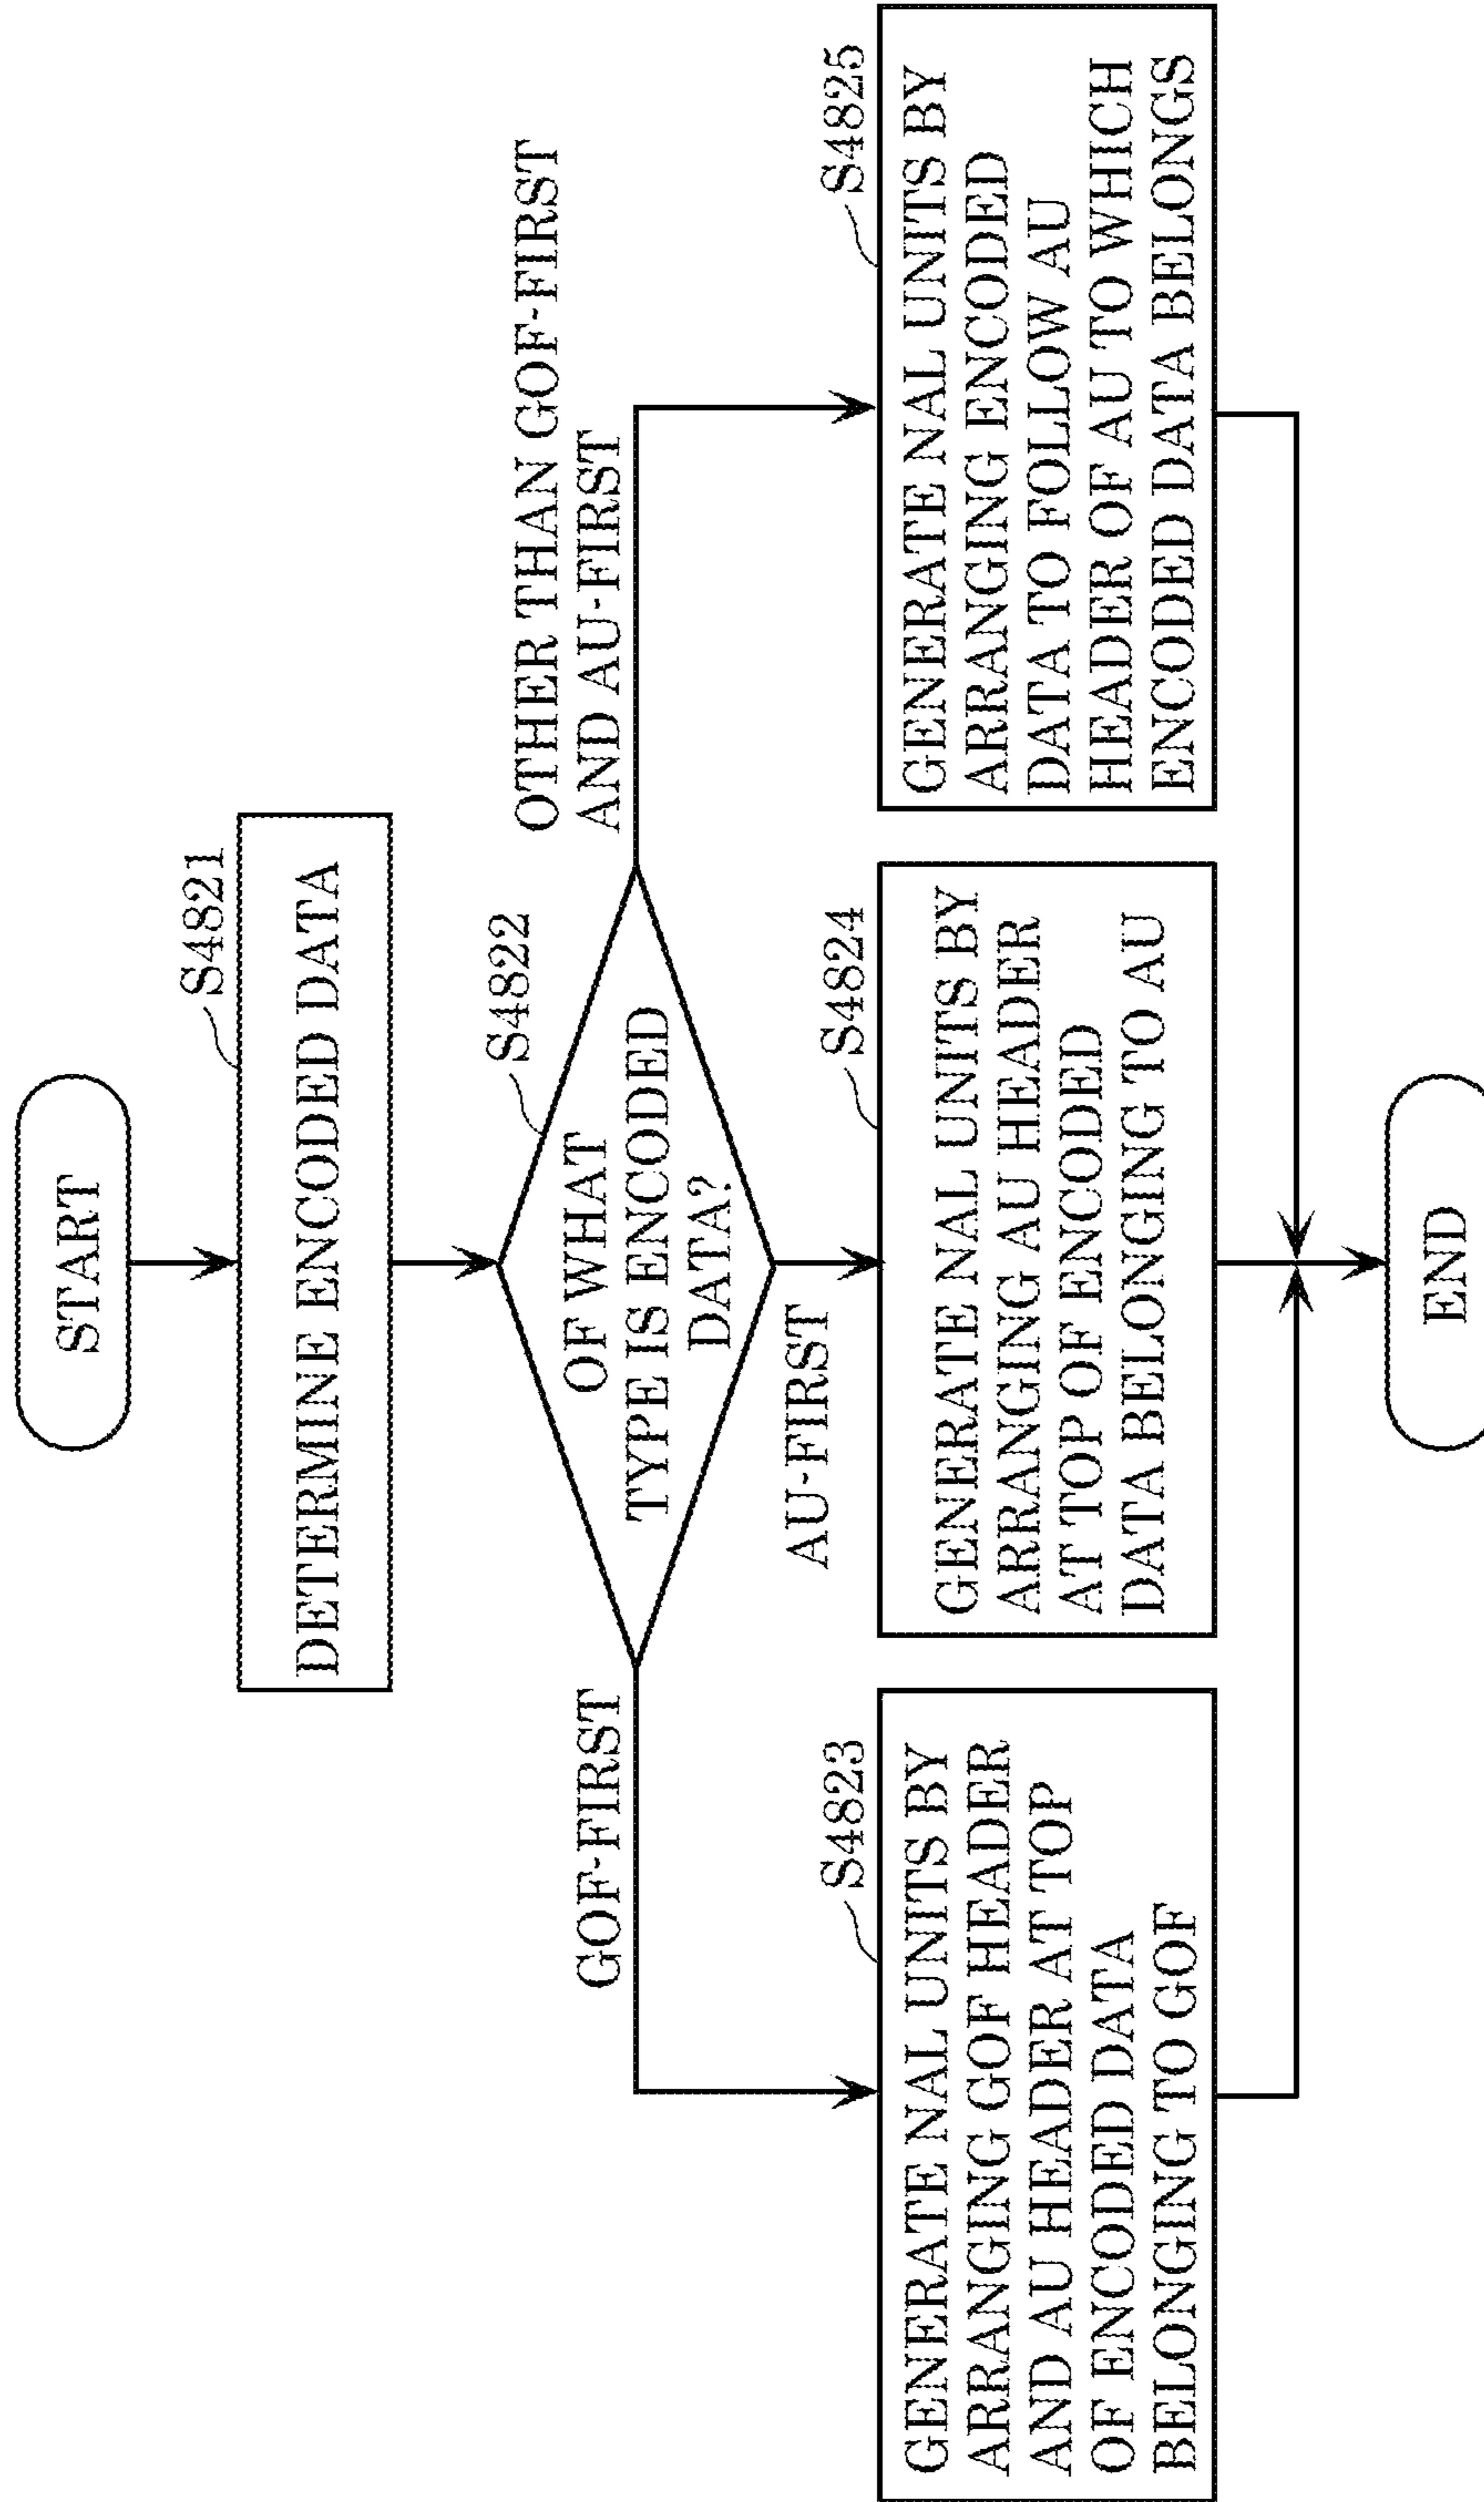 START
S4821
DETERMINE ENCODED DATA
S4822
OF WHAT
TYPE IS ENCODED
DATA?
GOF-FIRST
AU-FIRST
OTHER THAN GOF-FIRST
AND AU-FIRST
S4823
GENERATE NAL UNITS BY
ARRANGING GOF HEADER
AND AU HEADER AT TOP
OF ENCODED DATA
BELONGING TO GOF
S4824
GENERATE NAL UNITS BY
ARRANGING AU HEADER
AT TOP OF ENCODED
DATA BELONGING TO AU
S4825
GENERATE NAL UNITS BY
ARRANGING ENCODED
DATA TO FOLLOW AU
HEADER OF AU TO WHICH
ENCODED DATA BELONGS
END